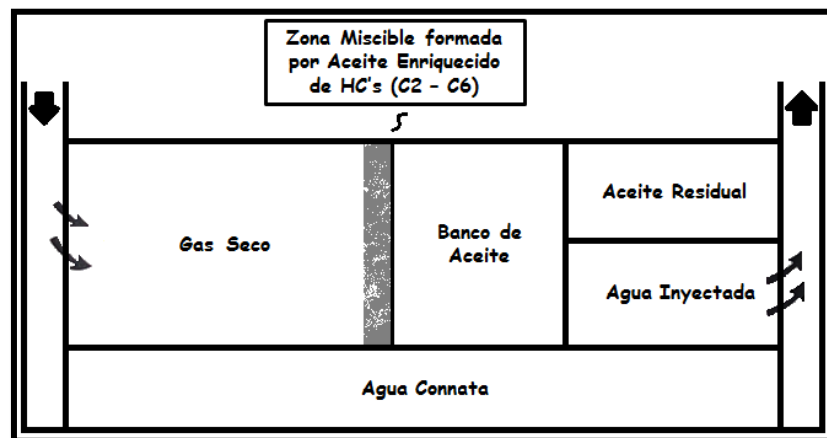 Zona Miscible formada
por Aceite Enriquecido
de HC's (C2 – C6)
Gas Seco
Banco de
Aceite
Aceite Residual
Agua Inyectada
Agua Connata